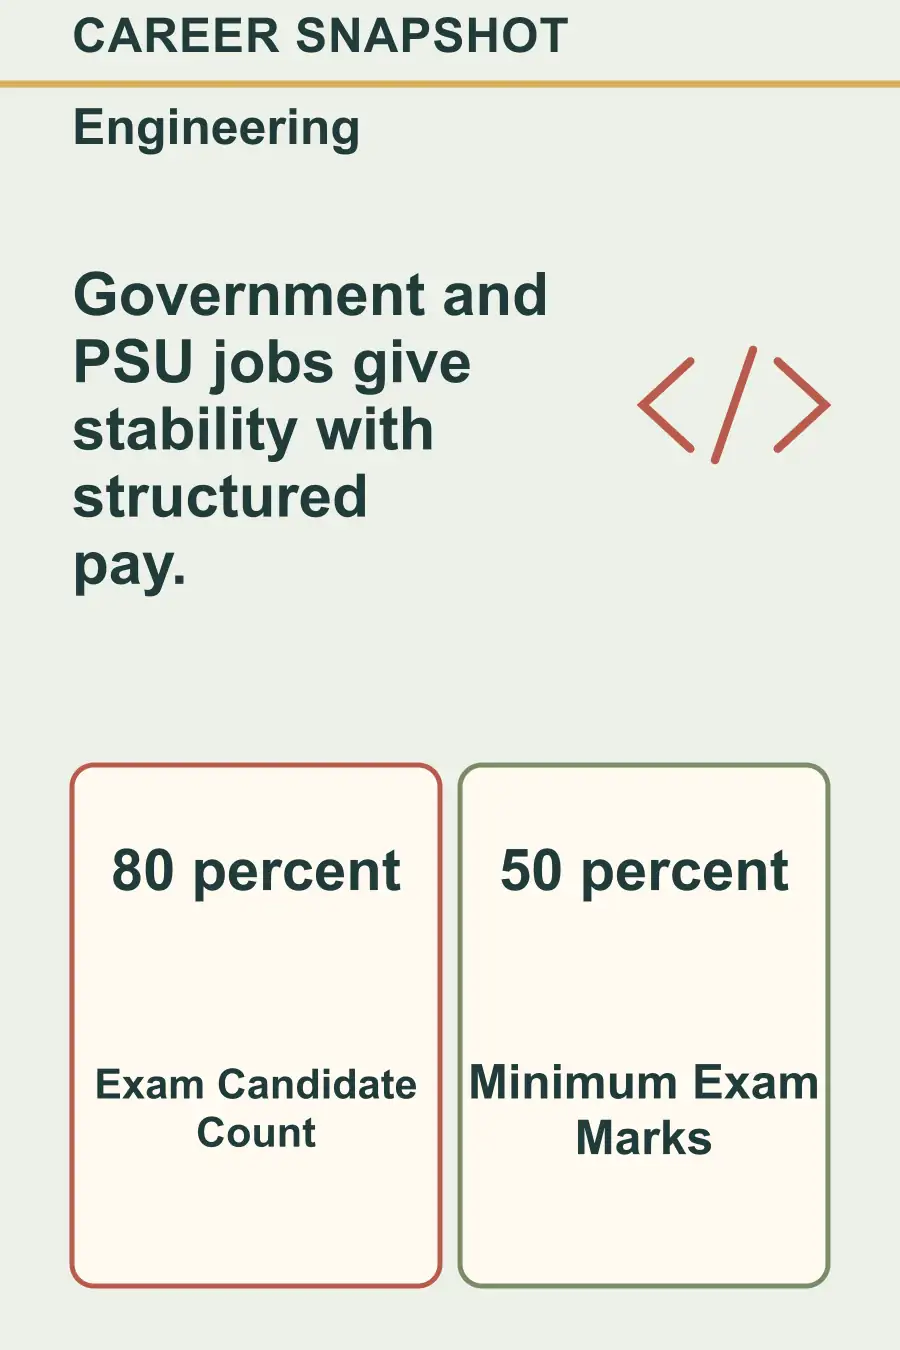 CAREER SNAPSHOT
Engineering
Government and
PSU jobs give
stability with
structured
pay.
80 percent
Exam Candidate
Count
50 percent
Minimum Exam
Marks